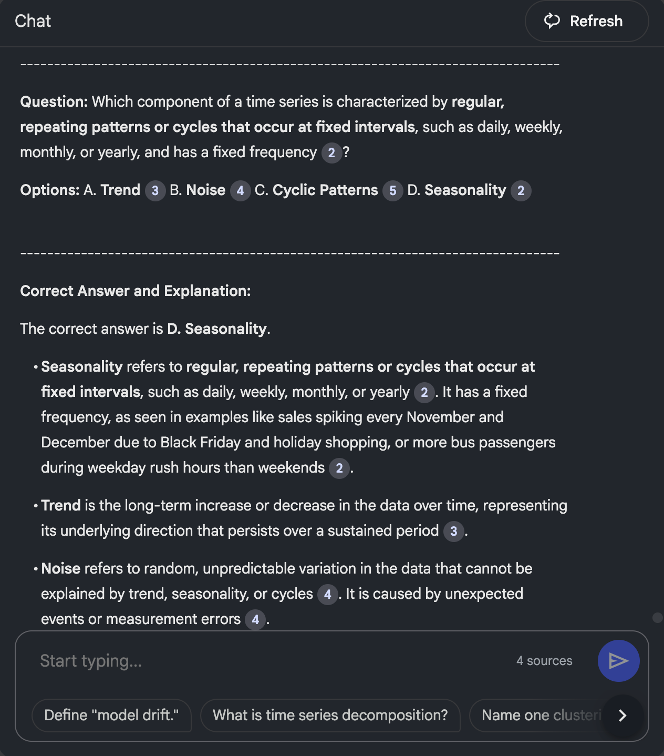 Chat
Refresh
--------------------------------------------------------------------------------
Question: Which component of a time series is characterized by regular,
repeating patterns or cycles that occur at fixed intervals, such as daily, weekly,
monthly, or yearly, and has a fixed frequency 2 ?
Options: A. Trend 3 B. Noise 4 C. Cyclic Patterns 5 D. Seasonality 2
--------------------------------------------------------------------------------
Correct Answer and Explanation:
The correct answer is D. Seasonality.
• Seasonality refers to regular, repeating patterns or cycles that occur at
fixed intervals, such as daily, weekly, monthly, or yearly 2 . It has a fixed
frequency, as seen in examples like sales spiking every November and
December due to Black Friday and holiday shopping, or more bus passengers
during weekday rush hours than weekends 2 .
• Trend is the long-term increase or decrease in the data over time, representing
its underlying direction that persists over a sustained period 3 .
• Noise refers to random, unpredictable variation in the data that cannot be
explained by trend, seasonality, or cycles 4 . It is caused by unexpected
events or measurement errors 4 .
Start typing...
4 sources
Define "model drift."
What is time series decomposition?
Name one clusteri